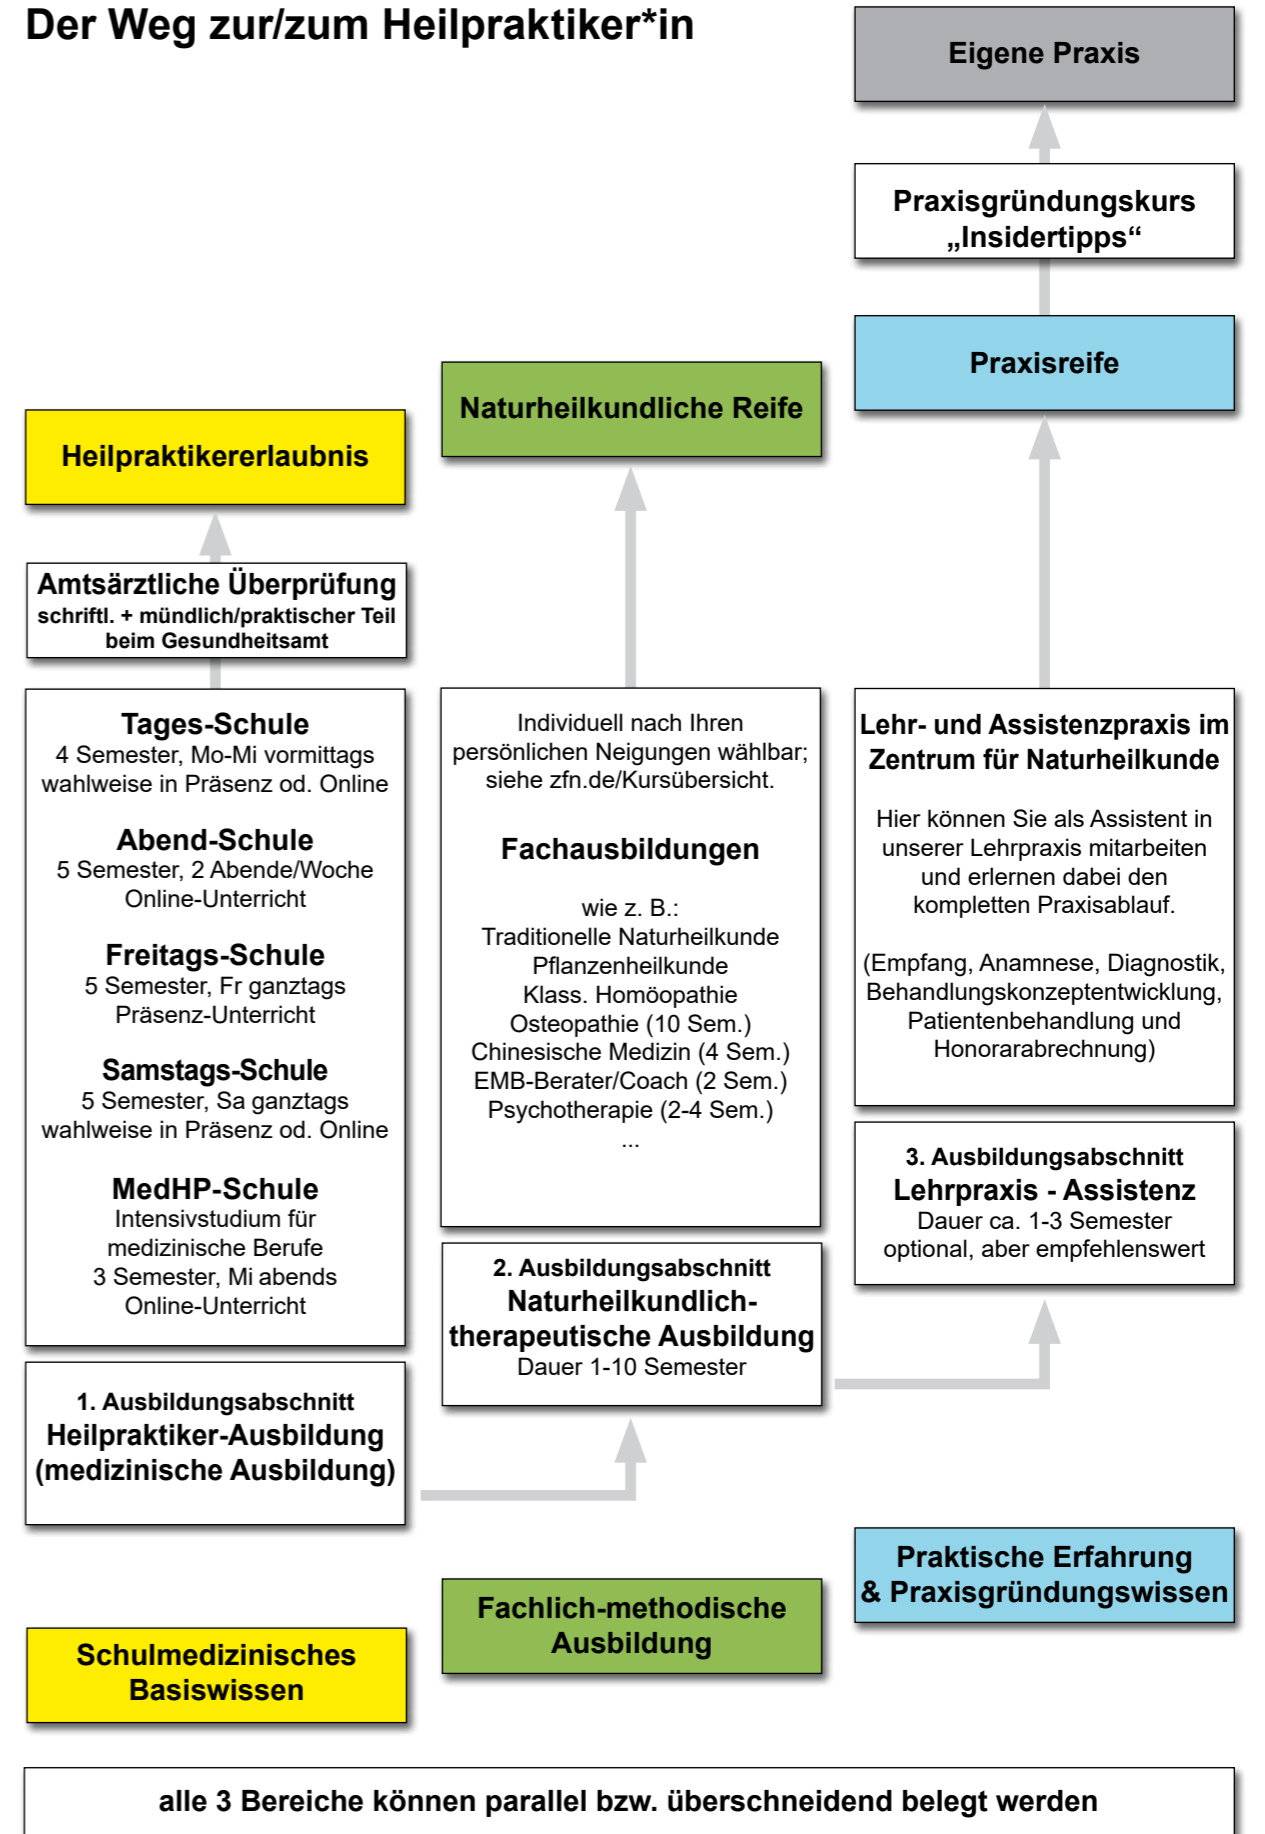 Der Weg zur/zum Heilpraktiker*in
Eigene Praxis
Praxisgründungskurs
„Insidertipps“
Praxisreife
Naturheilkundliche Reife
Heilpraktikererlaubnis
Amtsärztliche Überprüfung
schriftl. + mündlich/praktischer Teil
beim Gesundheitsamt
Tages-Schule
4 Semester, Mo-Mi vormittags
wahlweise in Präsenz od. Online
Abend-Schule
5 Semester, 2 Abende/Woche
Online-Unterricht
Freitags-Schule
5 Semester, Fr ganztags
Präsenz-Unterricht
Samstags-Schule
5 Semester, Sa ganztags
wahlweise in Präsenz od. Online
MedHP-Schule
Intensivstudium für
medizinische Berufe
3 Semester, Mi abends
Online-Unterricht
1. Ausbildungsabschnitt
Heilpraktiker-Ausbildung
(medizinische Ausbildung)
Schulmedizinisches
Basiswissen
Individuell nach Ihren
persönlichen Neigungen wählbar;
siehe zfn.de/Kursübersicht.
Fachausbildungen
wie z. B.:
Traditionelle Naturheilkunde
Pflanzenheilkunde
Klass. Homöopathie
Osteopathie (10 Sem.)
Chinesische Medizin (4 Sem.)
EMB-Berater/Coach (2 Sem.)
Psychotherapie (2-4 Sem.)
...
2. Ausbildungsabschnitt
Naturheilkundlich-
therapeutische Ausbildung
Dauer 1-10 Semester
Fachlich-methodische
Ausbildung
Lehr- und Assistenzpraxis im
Zentrum für Naturheilkunde
Hier können Sie als Assistent in
unserer Lehrpraxis mitarbeiten
und erlernen dabei den
kompletten Praxisablauf.
(Empfang, Anamnese, Diagnostik,
Behandlungskonzeptentwicklung,
Patientenbehandlung und
Honorarabrechnung)
3. Ausbildungsabschnitt
Lehrpraxis - Assistenz
Dauer ca. 1-3 Semester
optional, aber empfehlenswert
Praktische Erfahrung
& Praxisgründungswissen
alle 3 Bereiche können parallel bzw. überschneidend belegt werden